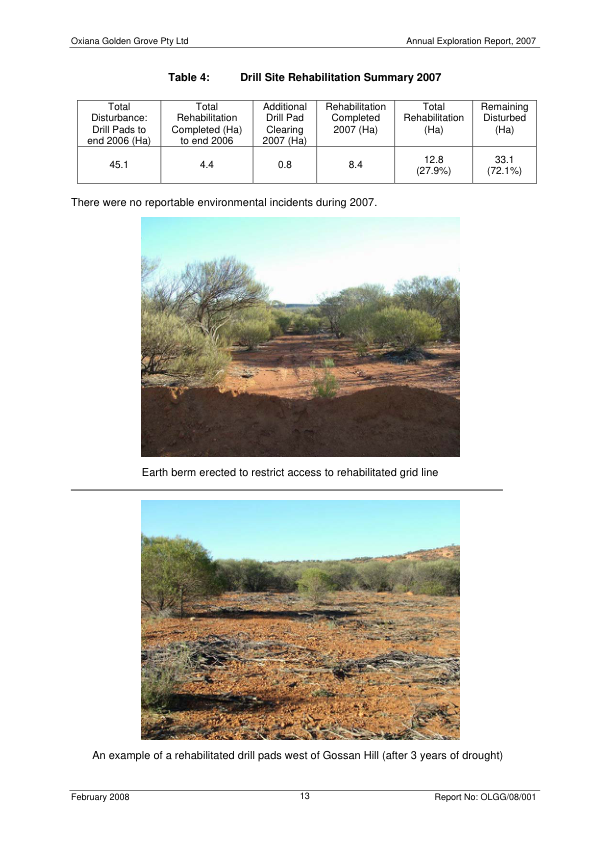 Oxiana Golden Grove Pty Ltd Annual Exploration Report, 2007
Table 4: Drill Site Rehabilitation Summary 2007
Total Disturbance: Drill Pads to end 2006 (Ha)
Total Rehabilitation Completed (Ha) to end 2006
Additional Drill Pad Clearing 2007 (Ha)
Rehabilitation Completed 2007 (Ha)
Total Rehabilitation (Ha)
Remaining Disturbed (Ha)
45.1 4.4 0.8 8.4 12.8 (27.9%) 33.1 (72.1%)
There were no reportable environmental incidents during 2007.
Earth berm erected to restrict access to rehabilitated grid line
An example of a rehabilitated drill pads west of Gossan Hill (after 3 years of drought)
February 2008 13 Report No: OLGG/08/001